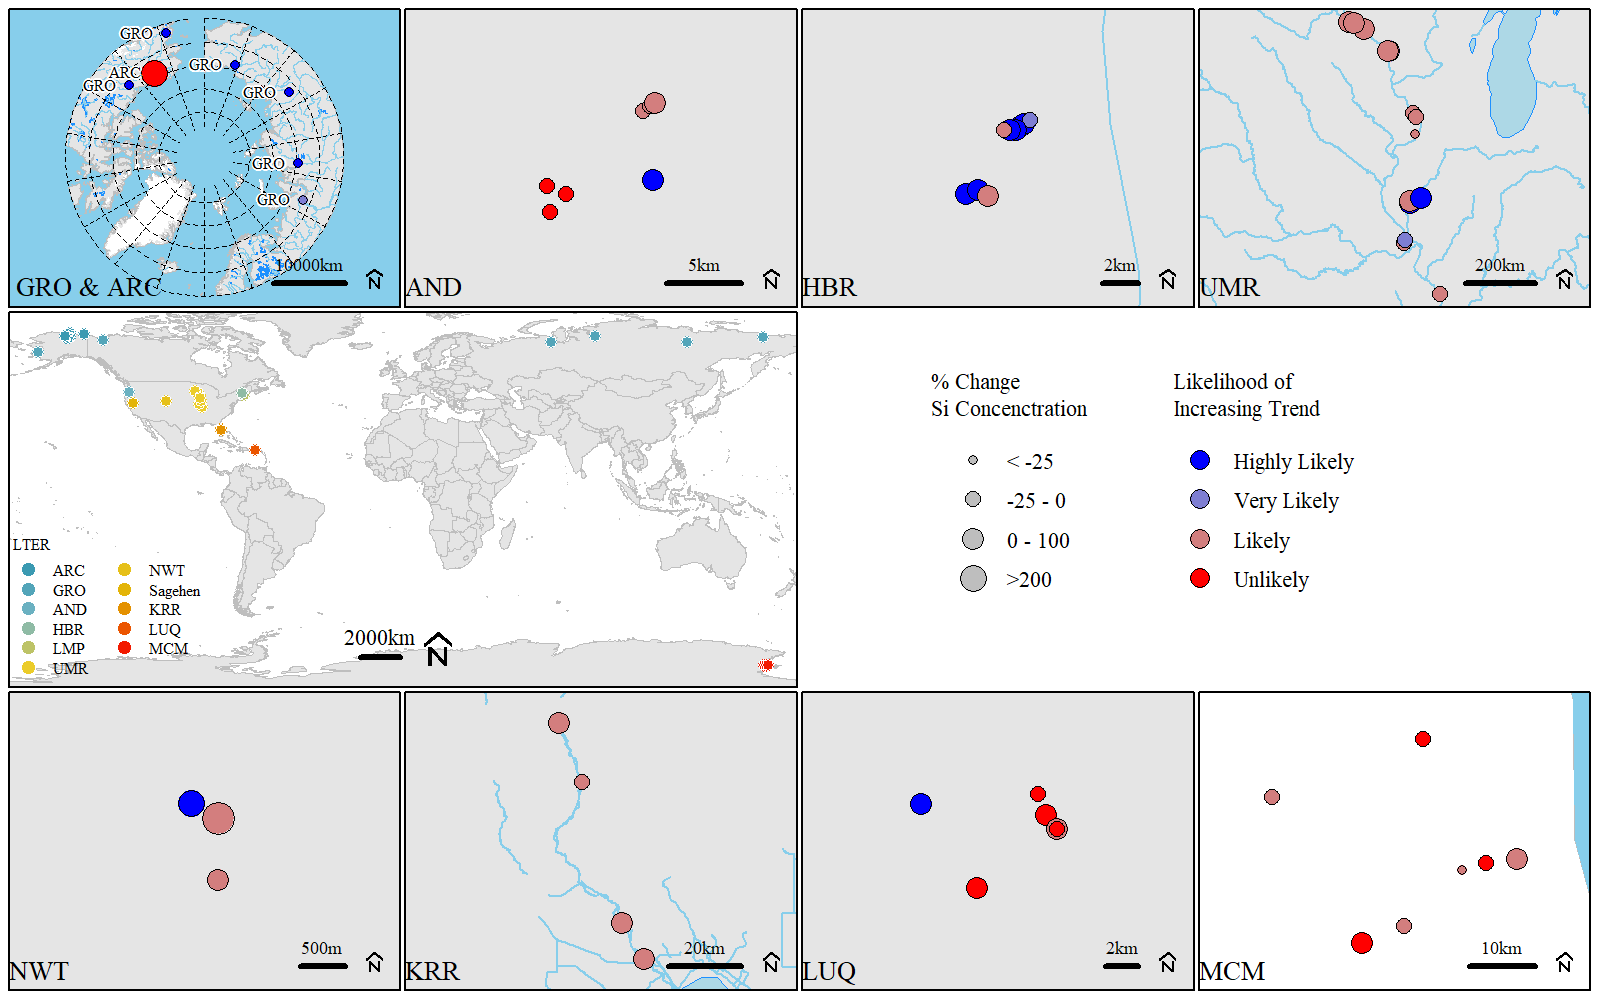 GRO
ARC
GRO
GRO
GRO
GRO
GRO
10000km
N
GRO & ARC
5km
N
AND
2km
N
HBR
200km
N
UMR
LTER
ARC
GRO
AND
HBR
LMP
UMR
NWT
Sagehen
KRR
LUQ
MCM
2000km
N
% Change
Si Concenctration
< -25
-25 - 0
0 - 100
>200
Likelihood of
Increasing Trend
Highly Likely
Very Likely
Likely
Unlikely
500m
N
NWT
20km
N
KRR
2km
N
LUQ
10km
N
MCM